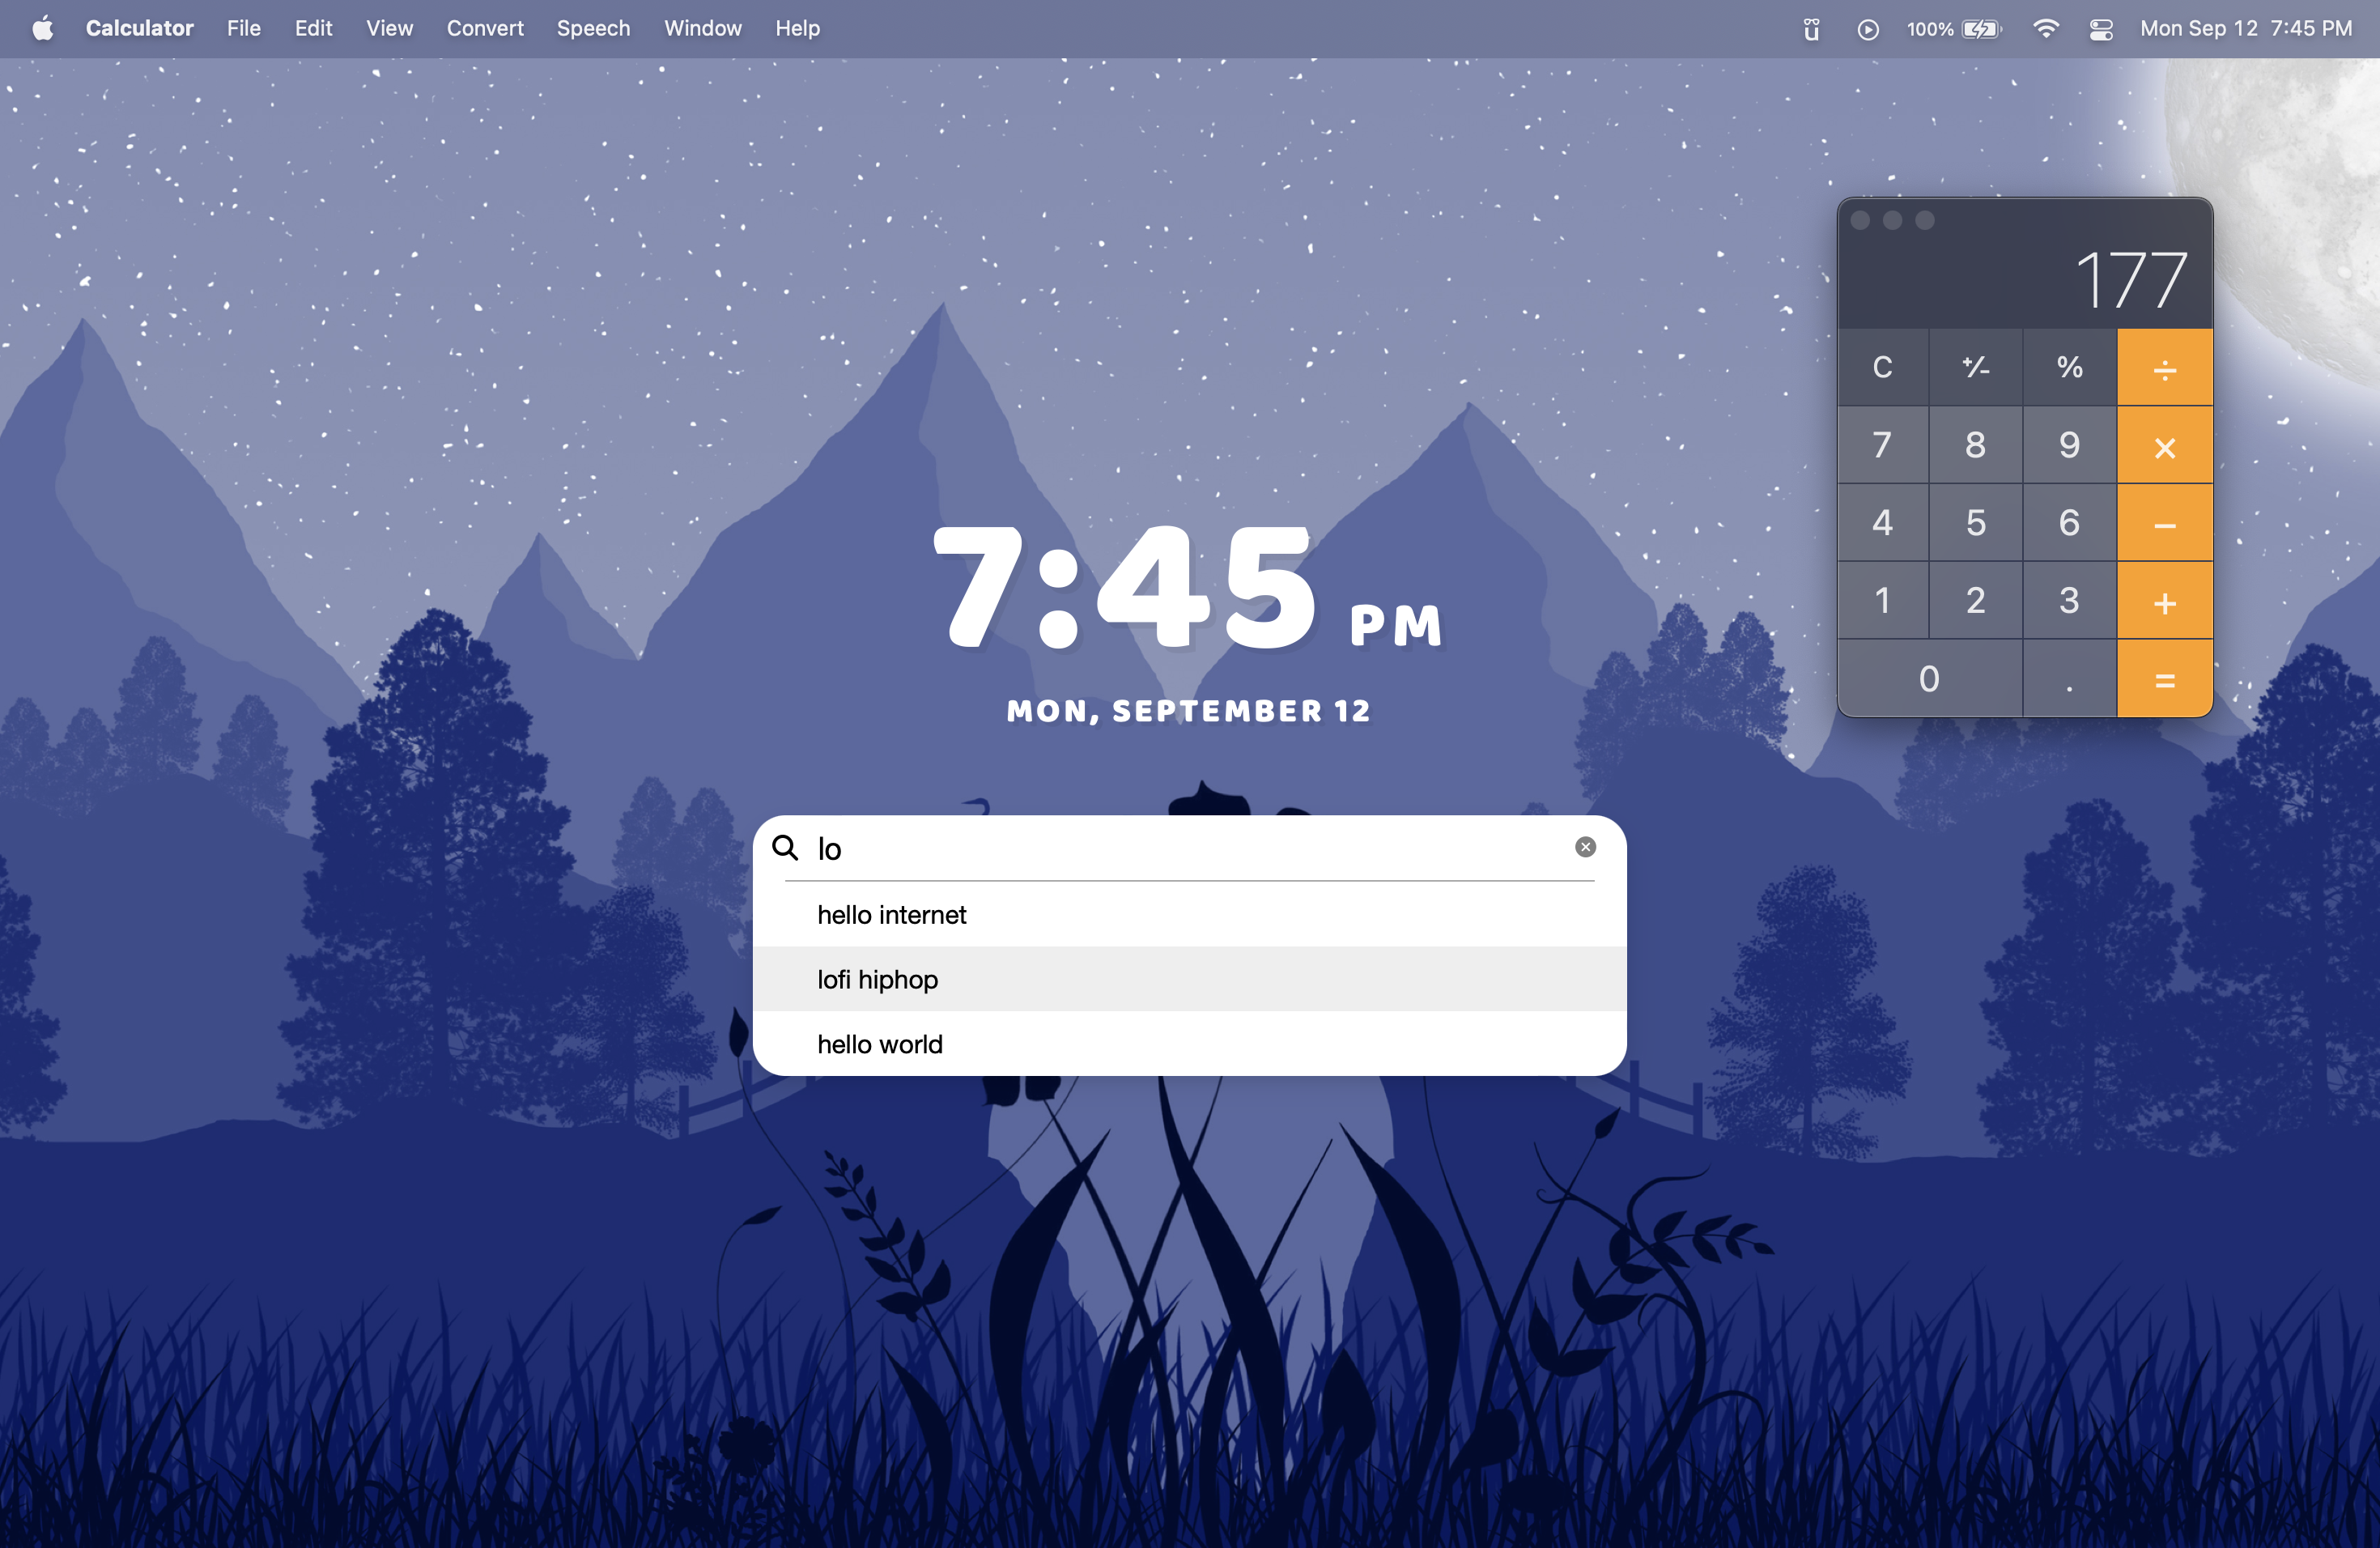 Calculator File Edit View Convert Speech Window Help 100% Mon Sep 12 7:45 PM
177
C +/- % ÷
7 8 9 ×
4 5 6 −
1 2 3 +
0 . =
7:45 PM
MON, SEPTEMBER 12
lo
hello internet
lofi hiphop
hello world